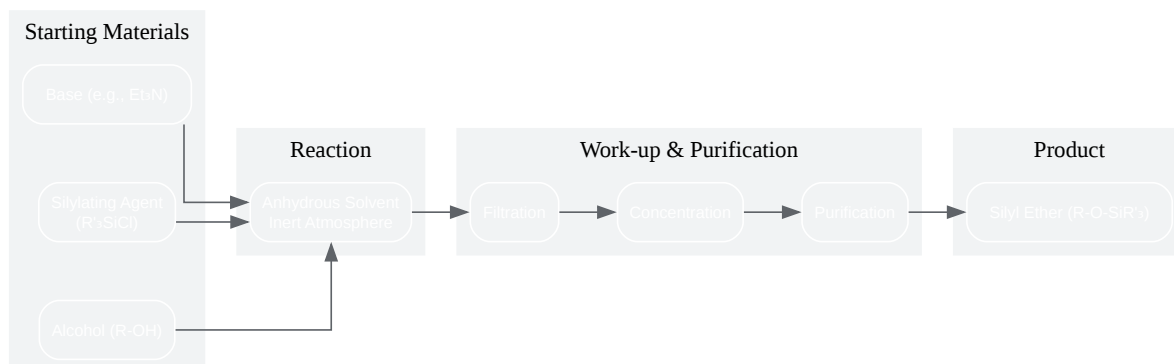 Starting Materials
Base (e.g., Et₃N)
Silylating Agent
(R'₃SiCl)
Alcohol (R-OH)
Reaction
Anhydrous Solvent
Inert Atmosphere
Work-up & Purification
Filtration
Concentration
Purification
Product
Silyl Ether (R-O-SiR'₃)